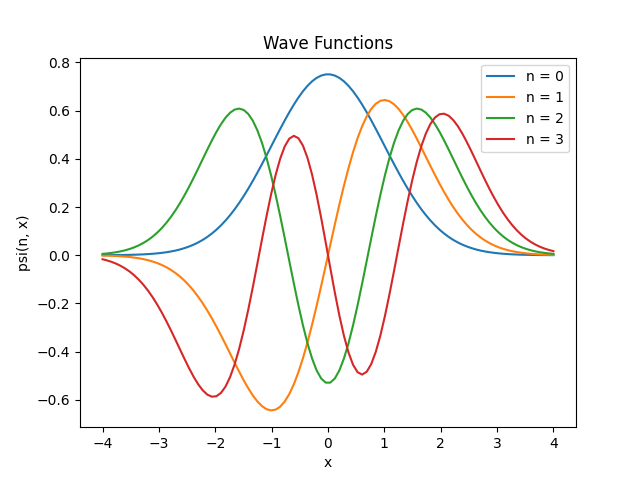 Wave Functions
n = 0
n = 1
n = 2
n = 3
psi(n, x)
0.8
0.6
0.4
0.2
0.0
−0.2
−0.4
−0.6
−4 −3 −2 −1 0 1 2 3 4
x